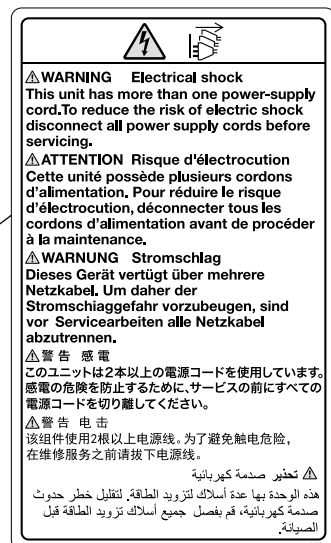 ⚠WARNING Electrical shock
This unit has more than one power-supply
cord.To reduce the risk of electric shock
disconnect all power supply cords before
servicing.
⚠ATTENTION Risque d'électrocution
Cette unité possède plusieurs cordons
d'alimentation. Pour réduire le risque
d'électrocution, déconnecter tous les
cordons d'alimentation avant de procéder
à la maintenance.
⚠WARNUNG Stromschlag
Dieses Gerät vertügt über mehrere
Netzkabel. Um daher der
Stromschiaggefahr vorzubeugen, sind
vor Servicearbeiten alle Netzkabel
abzutrennen.
⚠警告 感電
このユニットは2本以上の電源コードを使用しています。
感電の危険を防止するために、サービスの前にすべての
電源コードを切り離してください。
⚠警告 电击
该组件使用2根以上电源线。为了避免触电危险,
在维修服务之前请拔下电源线。
⚠ تحذير صدمة كهربائية
هذه الوحدة بها عدة أسلاك لتزويد الطاقة. لتقليل خطر حدوث
صدمة كهربائية، قم بفصل جميع أسلاك تزويد الطاقة قبل
الصيانة.